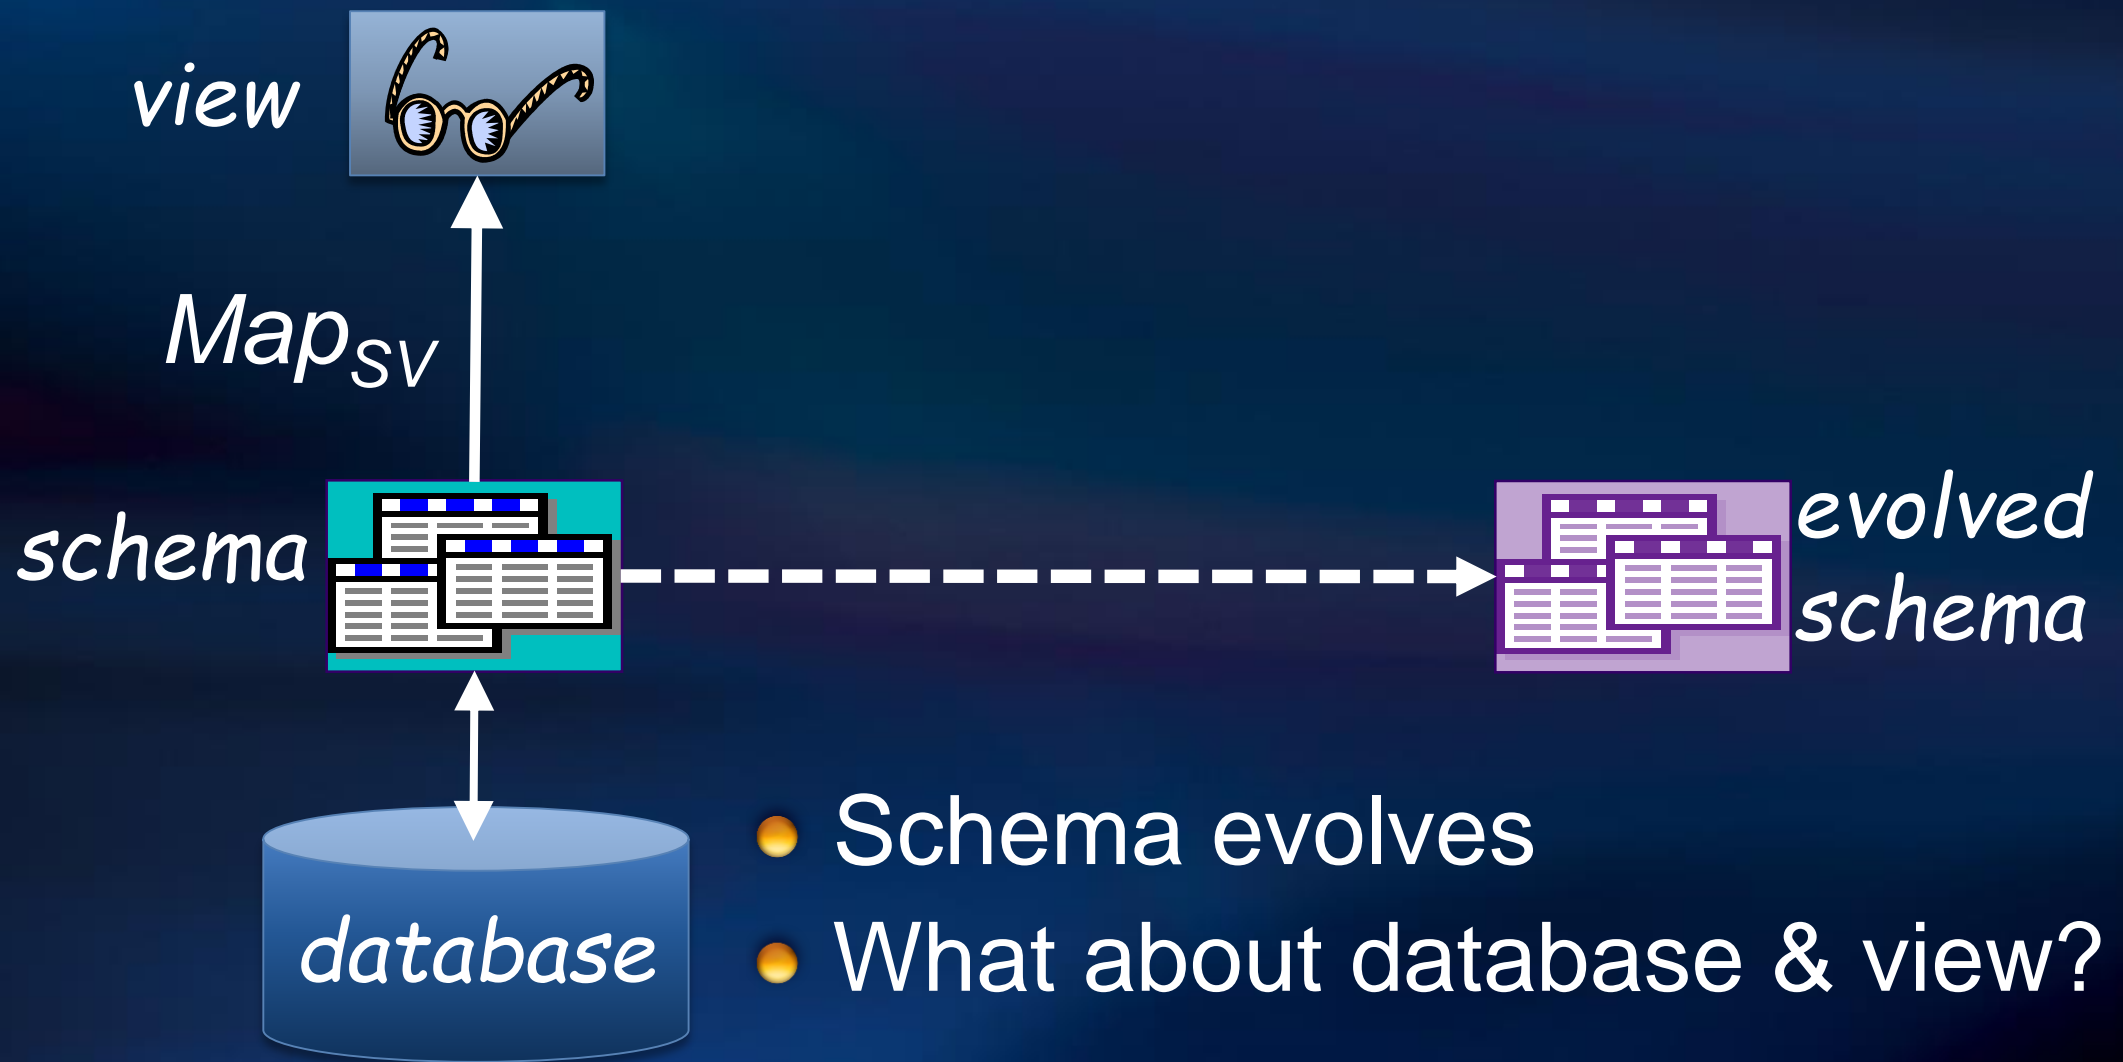 view
Map_SV
schema
evolved
schema
database
Schema evolves
What about database & view?